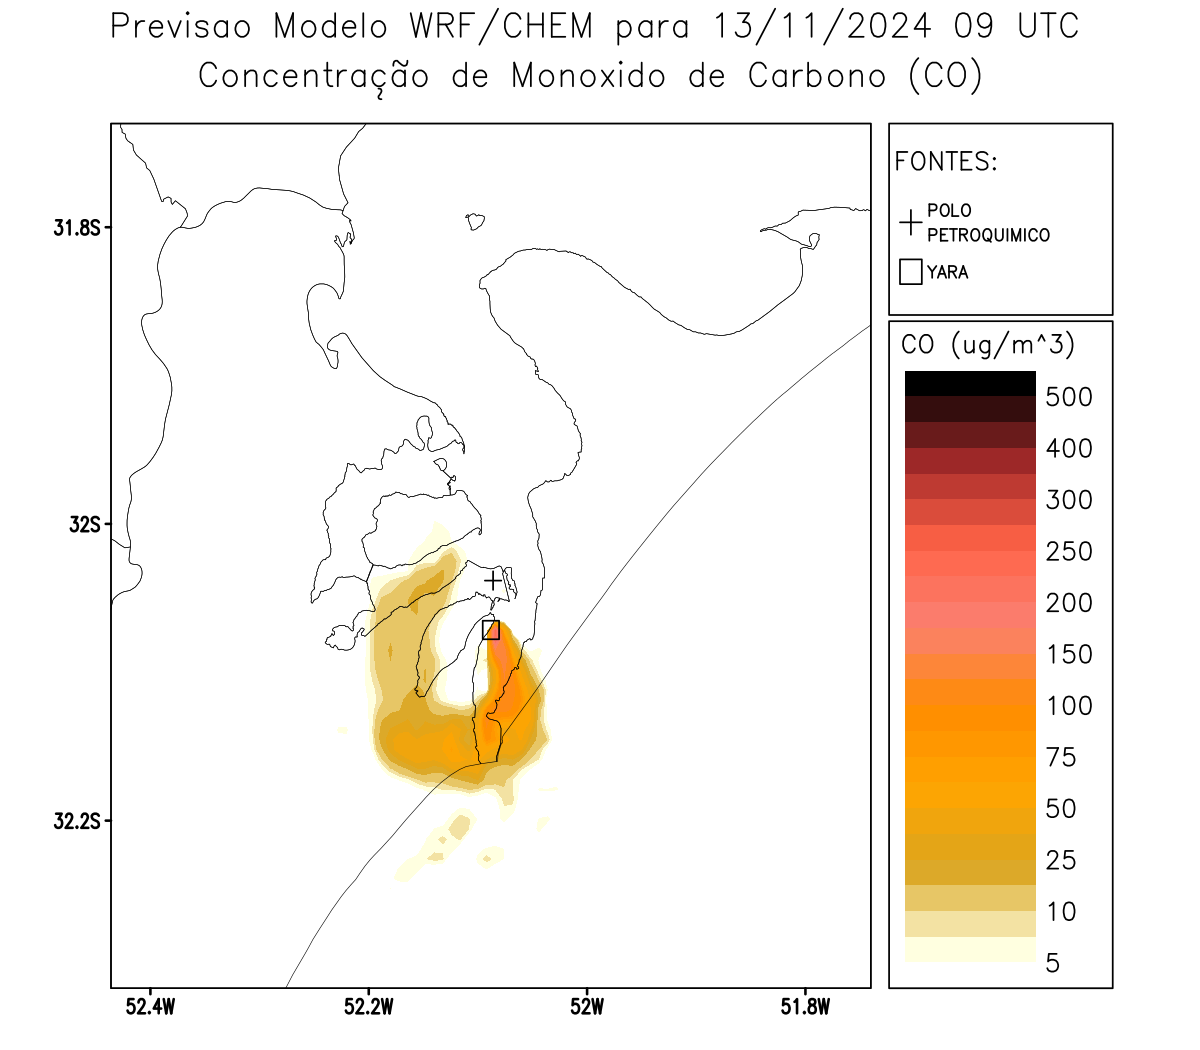 Previsao Modelo WRF/CHEM para 13/11/2024 09 UTC
Concentração de Monoxido de Carbono (CO)
FONTES:
POLO
PETROQUIMICO
YARA
CO (ug/m^3)
500
400
300
250
200
150
100
75
50
25
10
5
31.8S
32S
32.2S
52.4W
52.2W
52W
51.8W